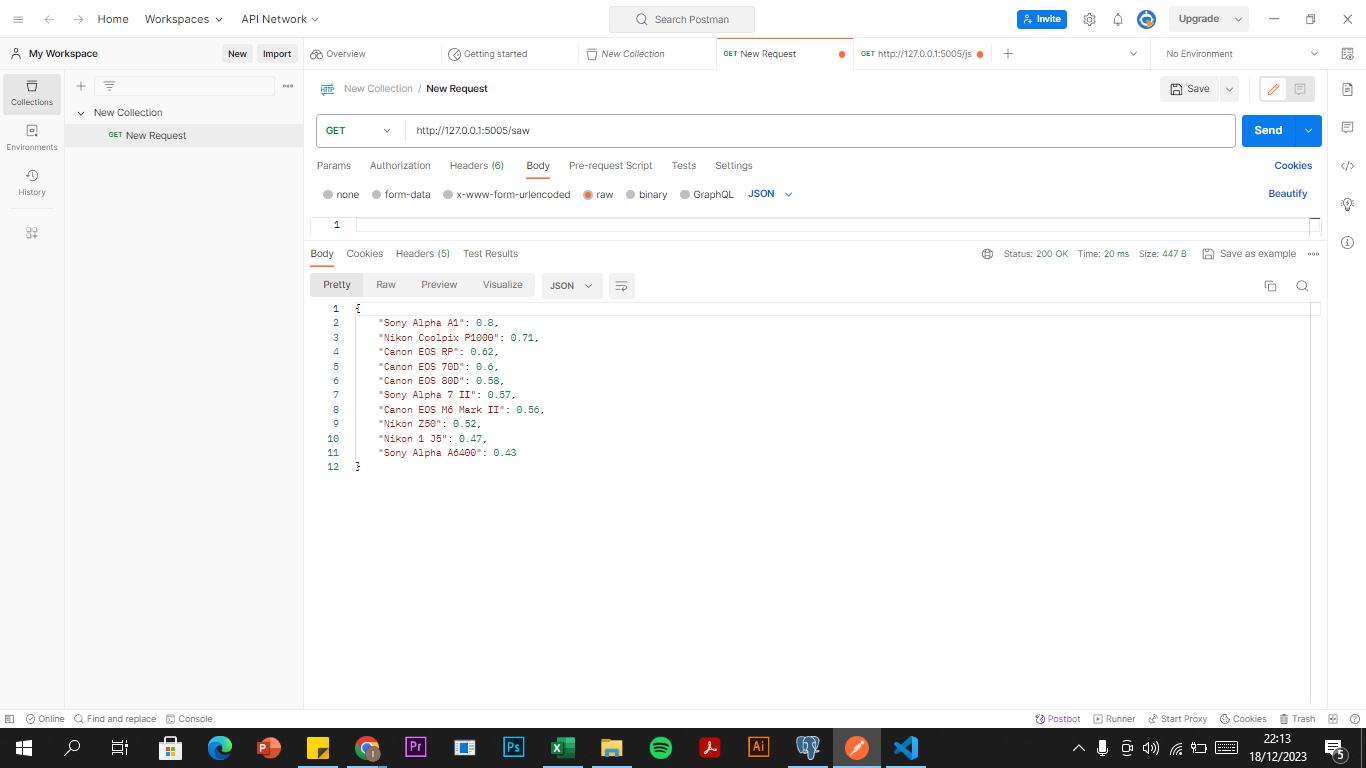 Home Workspaces API Network Search Postman Invite Upgrade
My Workspace New Import Overview Getting started New Collection GET New Request GET http://127.0.0.1:5005/js No Environment
Collections
Environments
History
New Collection
GET New Request
HTTP New Collection / New Request Save
GET http://127.0.0.1:5005/saw Send
Params Authorization Headers (6) Body Pre-request Script Tests Settings Cookies
none form-data x-www-form-urlencoded raw binary GraphQL JSON Beautify
1
Body Cookies Headers (5) Test Results Status: 200 OK Time: 20 ms Size: 447 B Save as example
Pretty Raw Preview Visualize JSON
1 {
2 "Sony Alpha A1": 0.8,
3 "Nikon Coolpix P1000": 0.71,
4 "Canon EOS RP": 0.62,
5 "Canon EOS 70D": 0.6,
6 "Canon EOS 80D": 0.58,
7 "Sony Alpha 7 II": 0.57,
8 "Canon EOS M6 Mark II": 0.56,
9 "Nikon Z50": 0.52,
10 "Nikon 1 J5": 0.47,
11 "Sony Alpha A6400": 0.43
12 }
Online Find and replace Console Postbot Runner Start Proxy Cookies Trash
Pr Ps Ai 22:13
18/12/2023 5